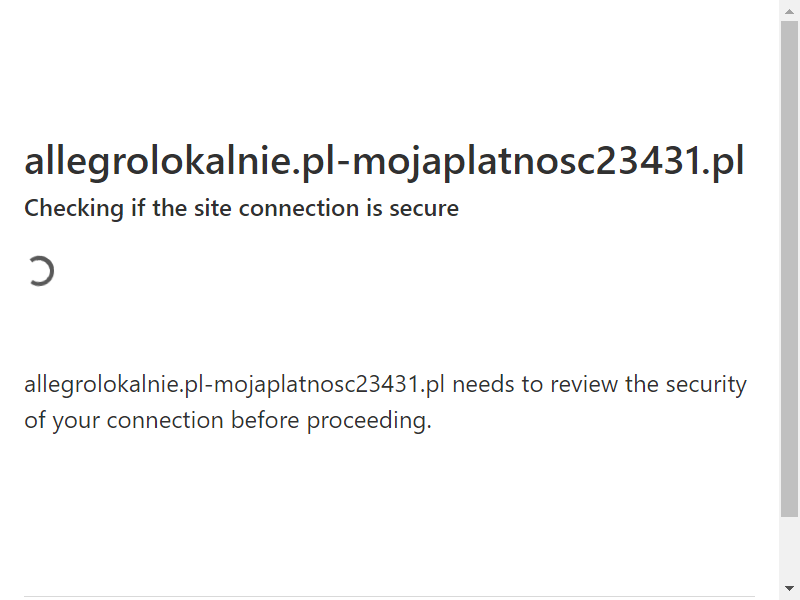 allegrolokalnie.pl-mojaplatnosc23431.pl
Checking if the site connection is secure
allegrolokalnie.pl-mojaplatnosc23431.pl needs to review the security
of your connection before proceeding.